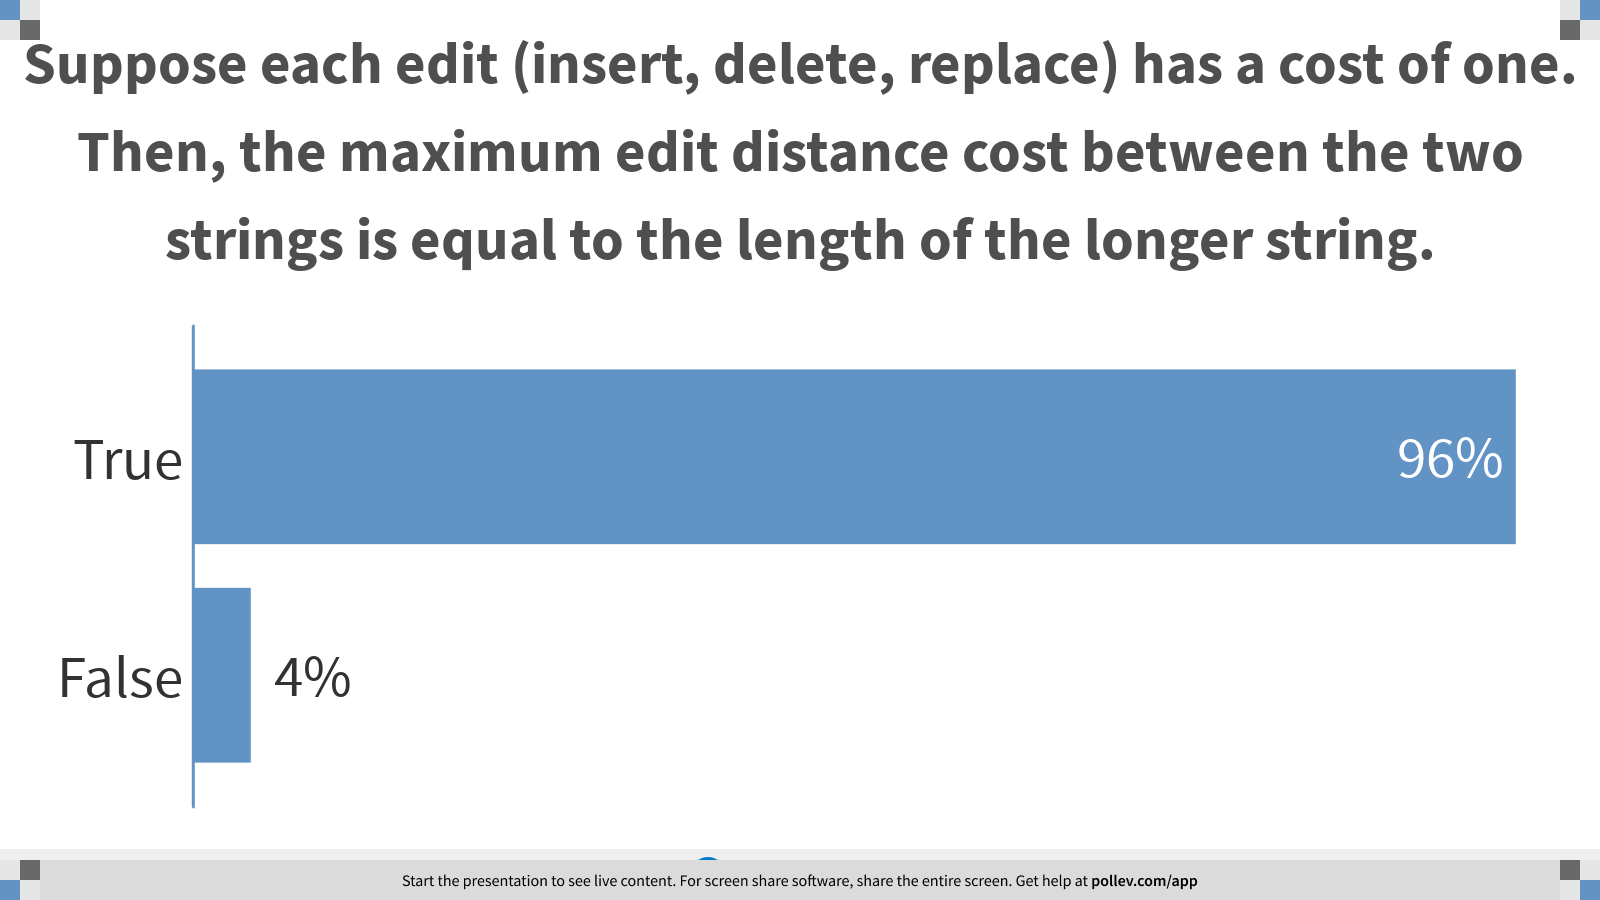 Suppose each edit (insert, delete, replace) has a cost of one.
Then, the maximum edit distance cost between the two
strings is equal to the length of the longer string.
True
96%
False
4%
Start the presentation to see live content. For screen share software, share the entire screen. Get help at pollev.com/app